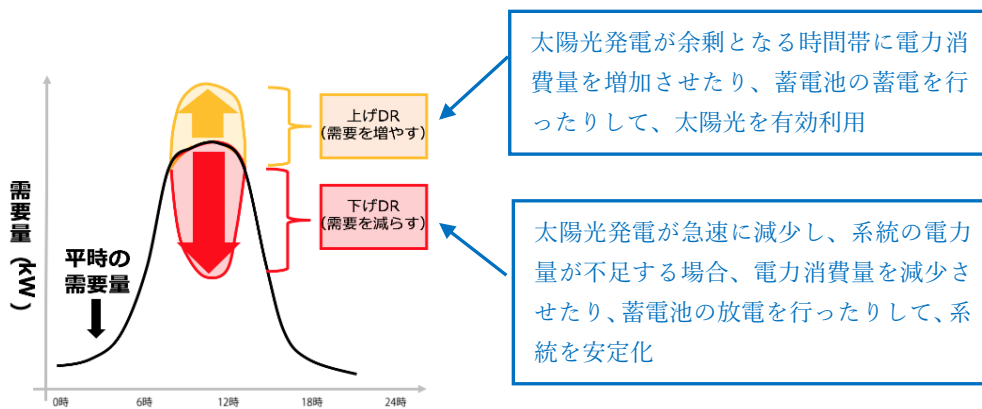 太陽光発電が余剰となる時間帯に電力消
費量を増加させたり、蓄電池の蓄電を行
ったりして、太陽光を有効利用
上げDR
(需要を増やす)
下げDR
(需要を減らす)
太陽光発電が急速に減少し、系統の電力
量が不足する場合、電力消費量を減少さ
せたり、蓄電池の放電を行ったりして、系
統を安定化
需要量(kW)
平時の
需要量
0時 6時 12時 18時 24時